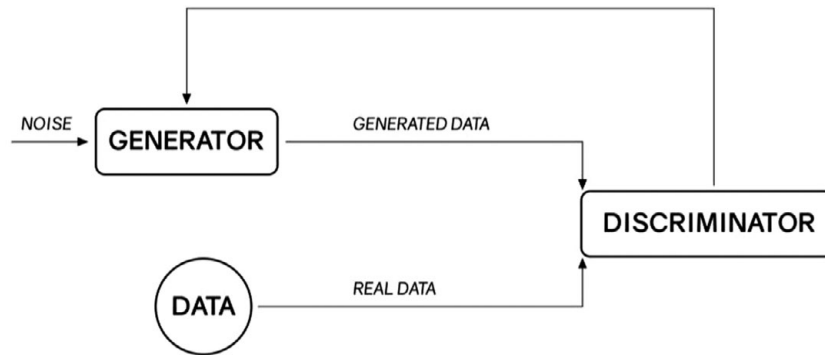 NOISE
GENERATOR
GENERATED DATA
DISCRIMINATOR
DATA
REAL DATA